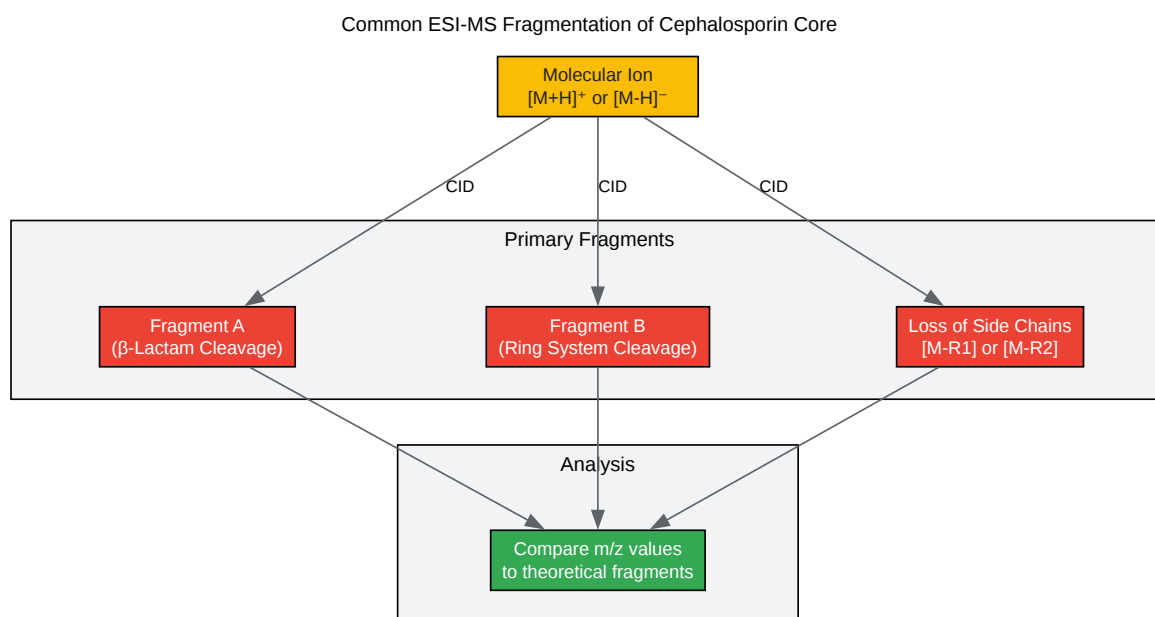 Common ESI-MS Fragmentation of Cephalosporin Core
Molecular Ion
[M+H]⁺ or [M-H]⁻
CID
CID
CID
Primary Fragments
Fragment A
(β-Lactam Cleavage)
Fragment B
(Ring System Cleavage)
Loss of Side Chains
[M-R1] or [M-R2]
Analysis
Compare m/z values
to theoretical fragments